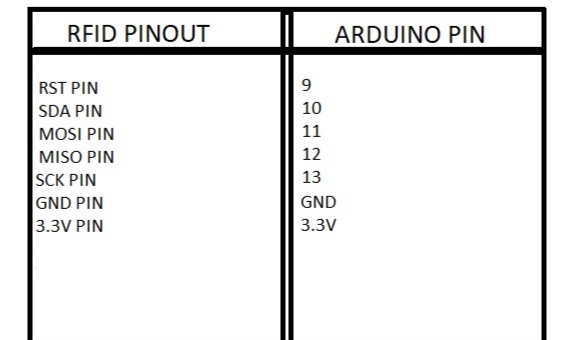 RFID PINOUT ARDUINO PIN
RST PIN 9
SDA PIN 10
MOSI PIN 11
MISO PIN 12
SCK PIN 13
GND PIN GND
3.3V PIN 3.3V